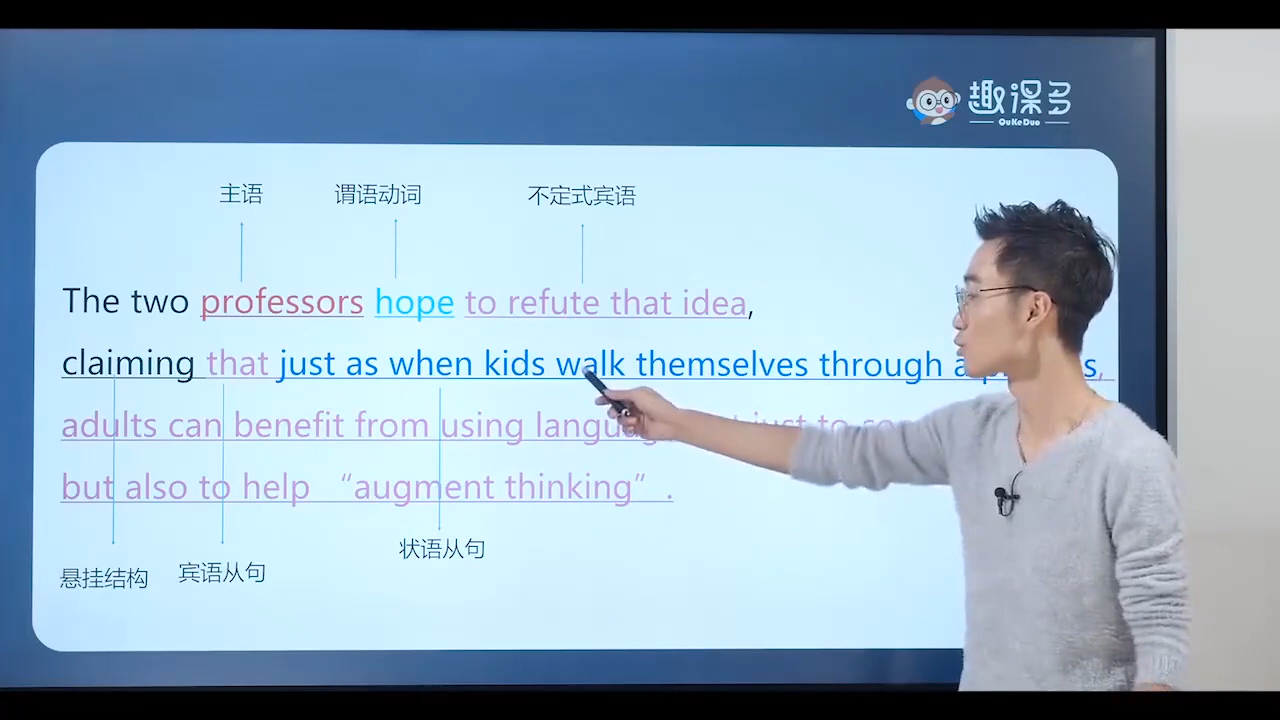 趣课多
QuKeDuo
主语 谓语动词 不定式宾语
The two professors hope to refute that idea,
claiming that just as when kids walk themselves through a
adults can benefit from using just to
but also to help “augment thinking”.
状语从句
悬挂结构 宾语从句